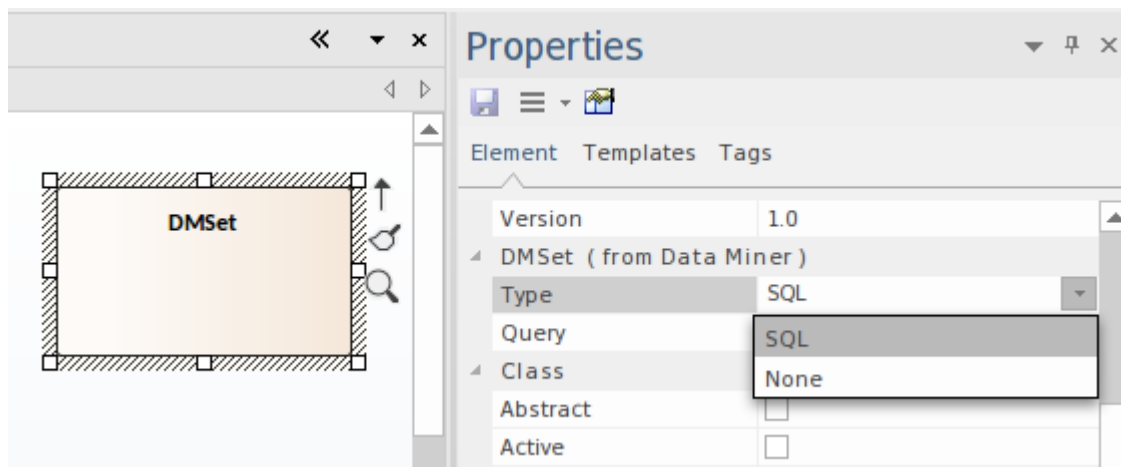 Properties
Element Templates Tags
DMSet
Version 1.0
DMSet (from Data Miner)
Type SQL
Query
SQL
Class
None
Abstract
Active